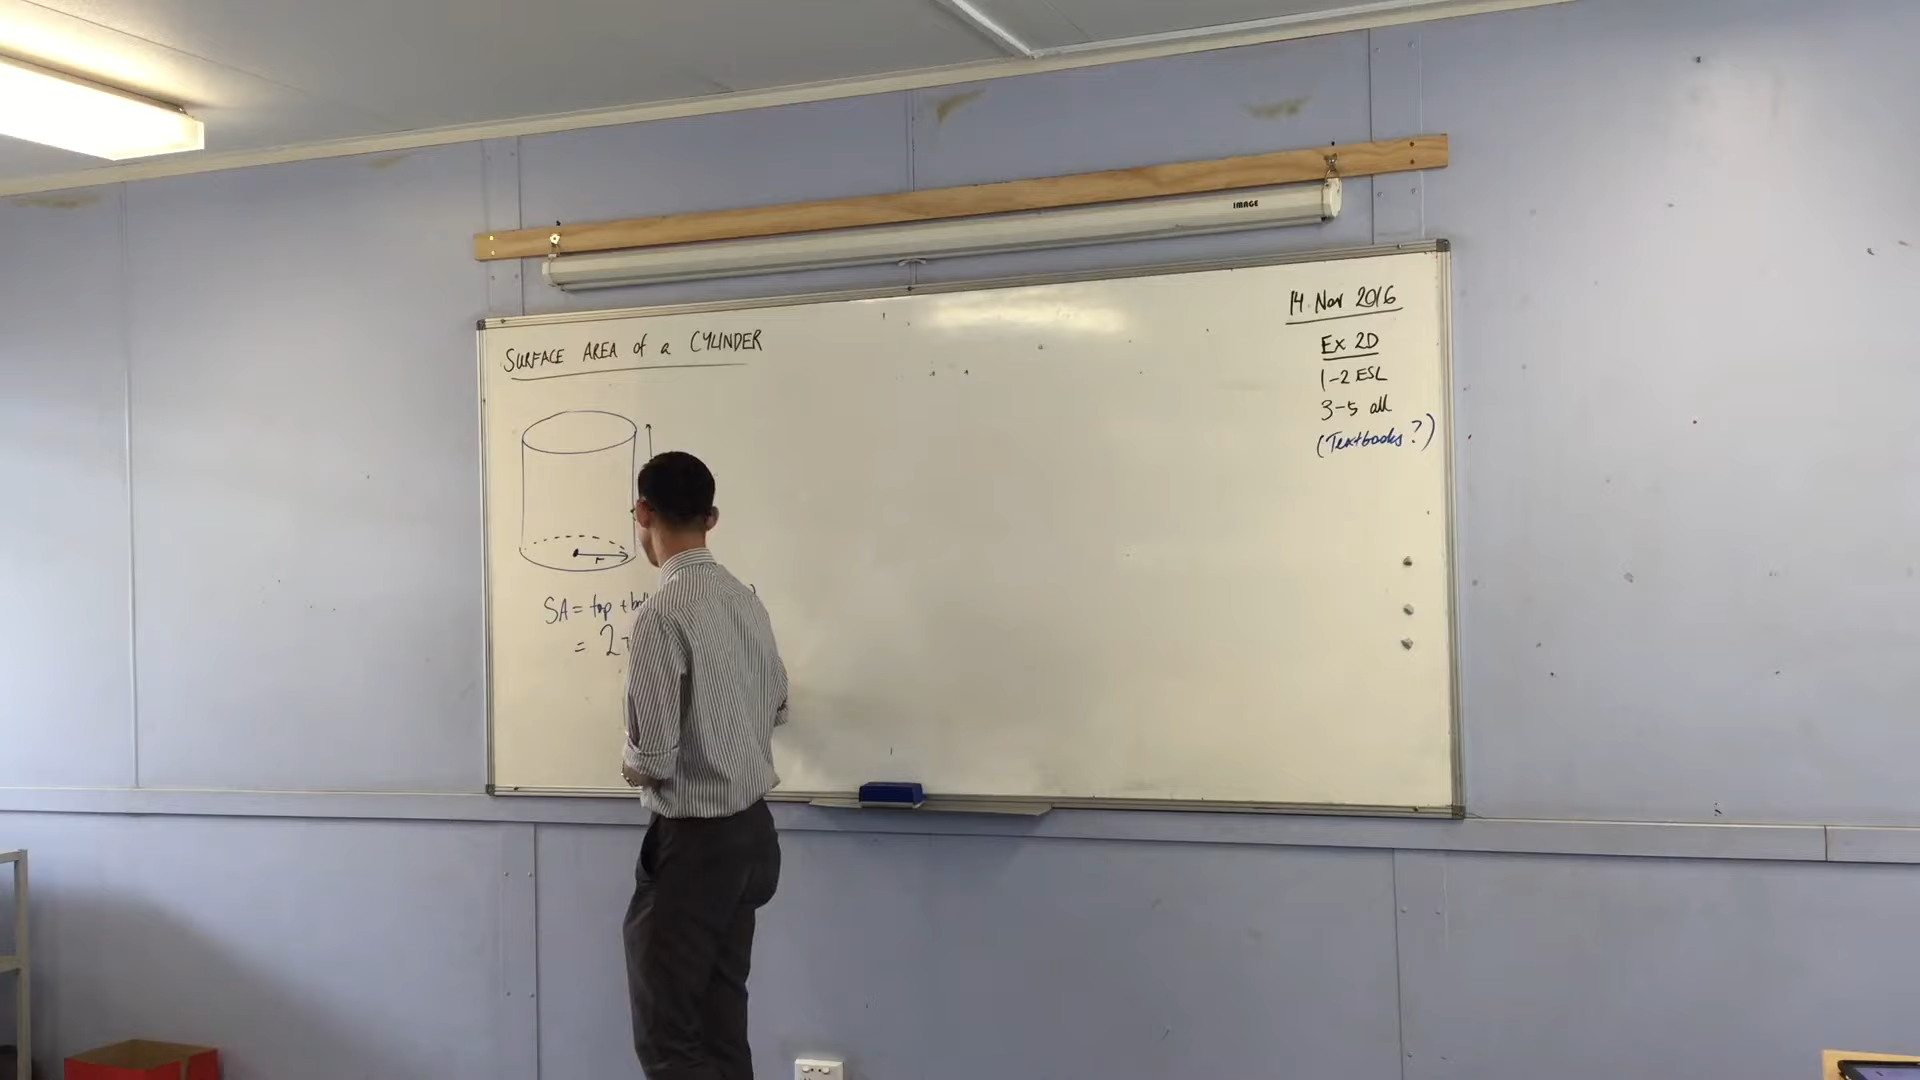 IMAGE
14 Nov 2016
SURFACE AREA of a CYLINDER
Ex 2D
1-2 ESL
3-5 all
(Textbooks?)
r
SA = top +
= 2